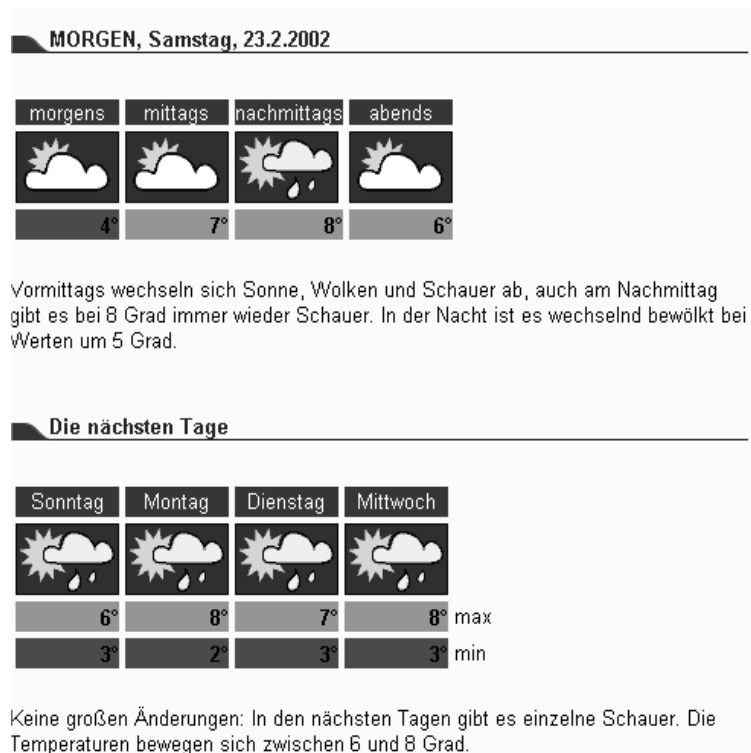 MORGEN, Samstag, 23.2.2002
morgens mittags nachmittags abends
4° 7° 8° 6°
Vormittags wechseln sich Sonne, Wolken und Schauer ab, auch am Nachmittag
gibt es bei 8 Grad immer wieder Schauer. In der Nacht ist es wechselnd bewölkt bei
Werten um 5 Grad.
Die nächsten Tage
Sonntag Montag Dienstag Mittwoch
6° 8° 7° 8° max
3° 2° 3° 3° min
Keine großen Änderungen: In den nächsten Tagen gibt es einzelne Schauer. Die
Temperaturen bewegen sich zwischen 6 und 8 Grad.